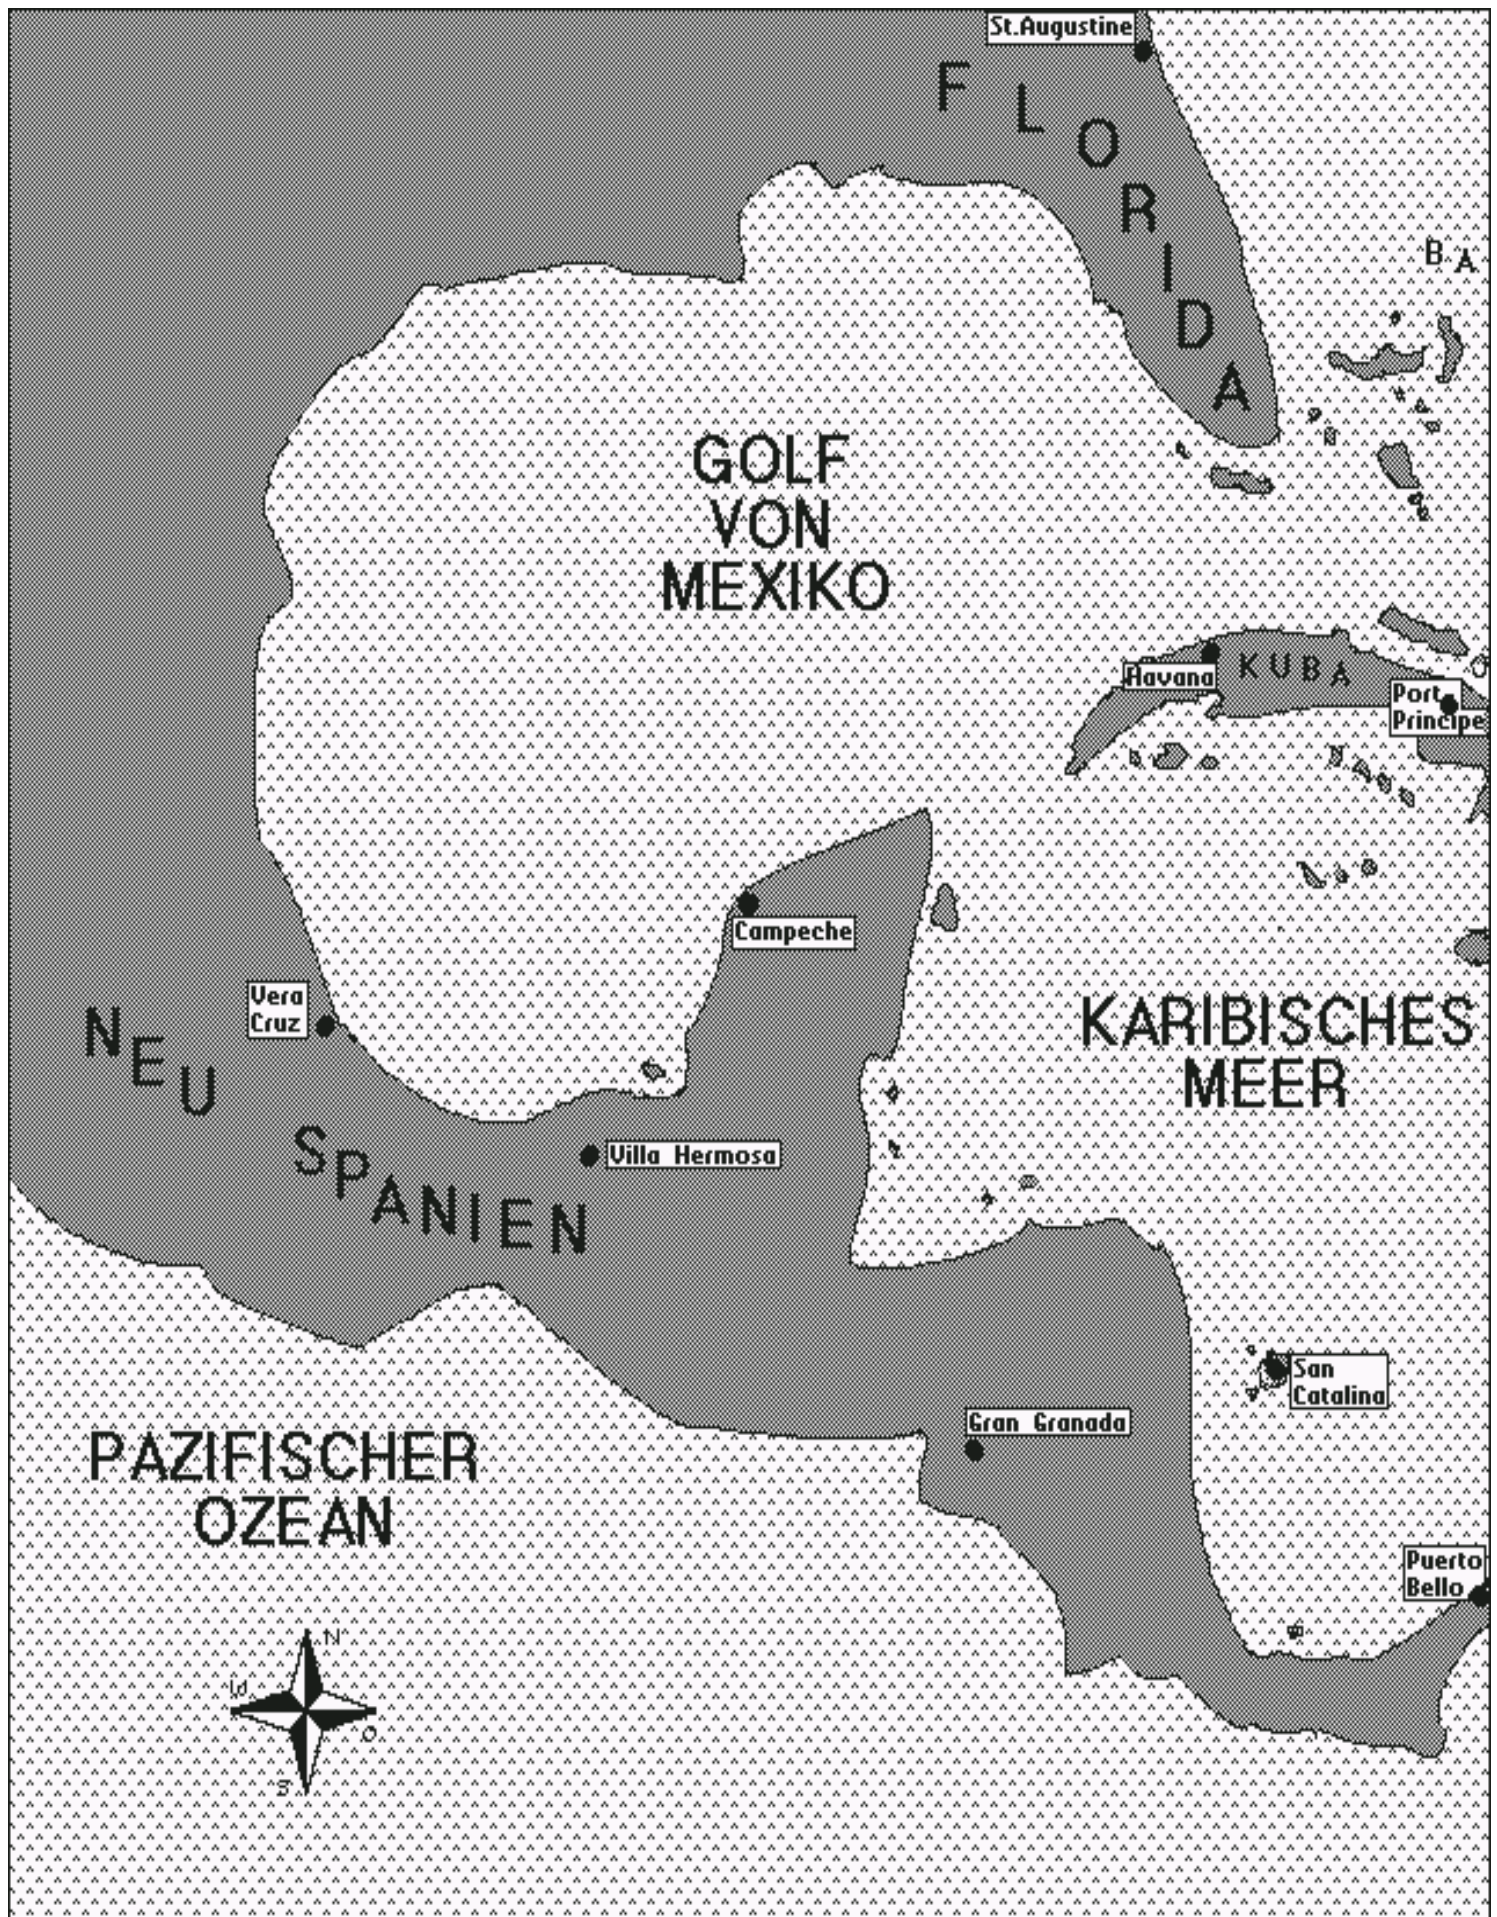 St.Augustine
FLORIDA
BA
GOLF
VON
MEXIKO
Havana
KUBA
Port
Principe
Campeche
Vera
Cruz
NEU SPANIEN
KARIBISCHES
MEER
Villa Hermosa
San
Catalina
Gran Granada
PAZIFISCHER
OZEAN
Puerto
Bello
N
W
O
S